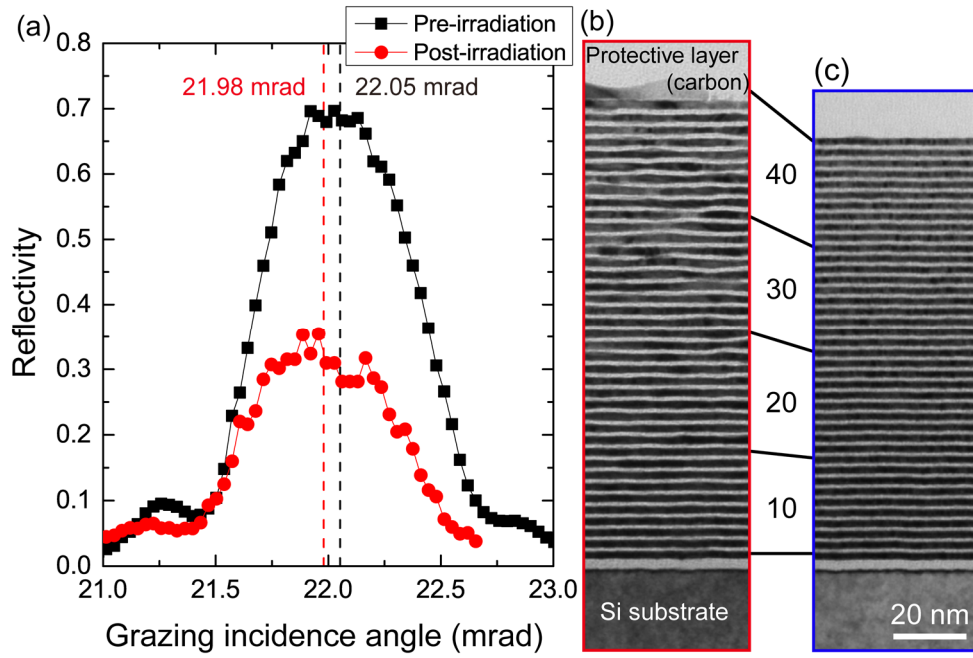 (a)
Pre-irradiation
Post-irradiation
0.8
0.7
0.6
0.5
0.4
0.3
0.2
0.1
0.0
Reflectivity
21.98 mrad
22.05 mrad
21.0
21.5
22.0
22.5
23.0
Grazing incidence angle (mrad)
(b)
Protective layer
(carbon)
Si substrate
40
30
20
10
(c)
20 nm